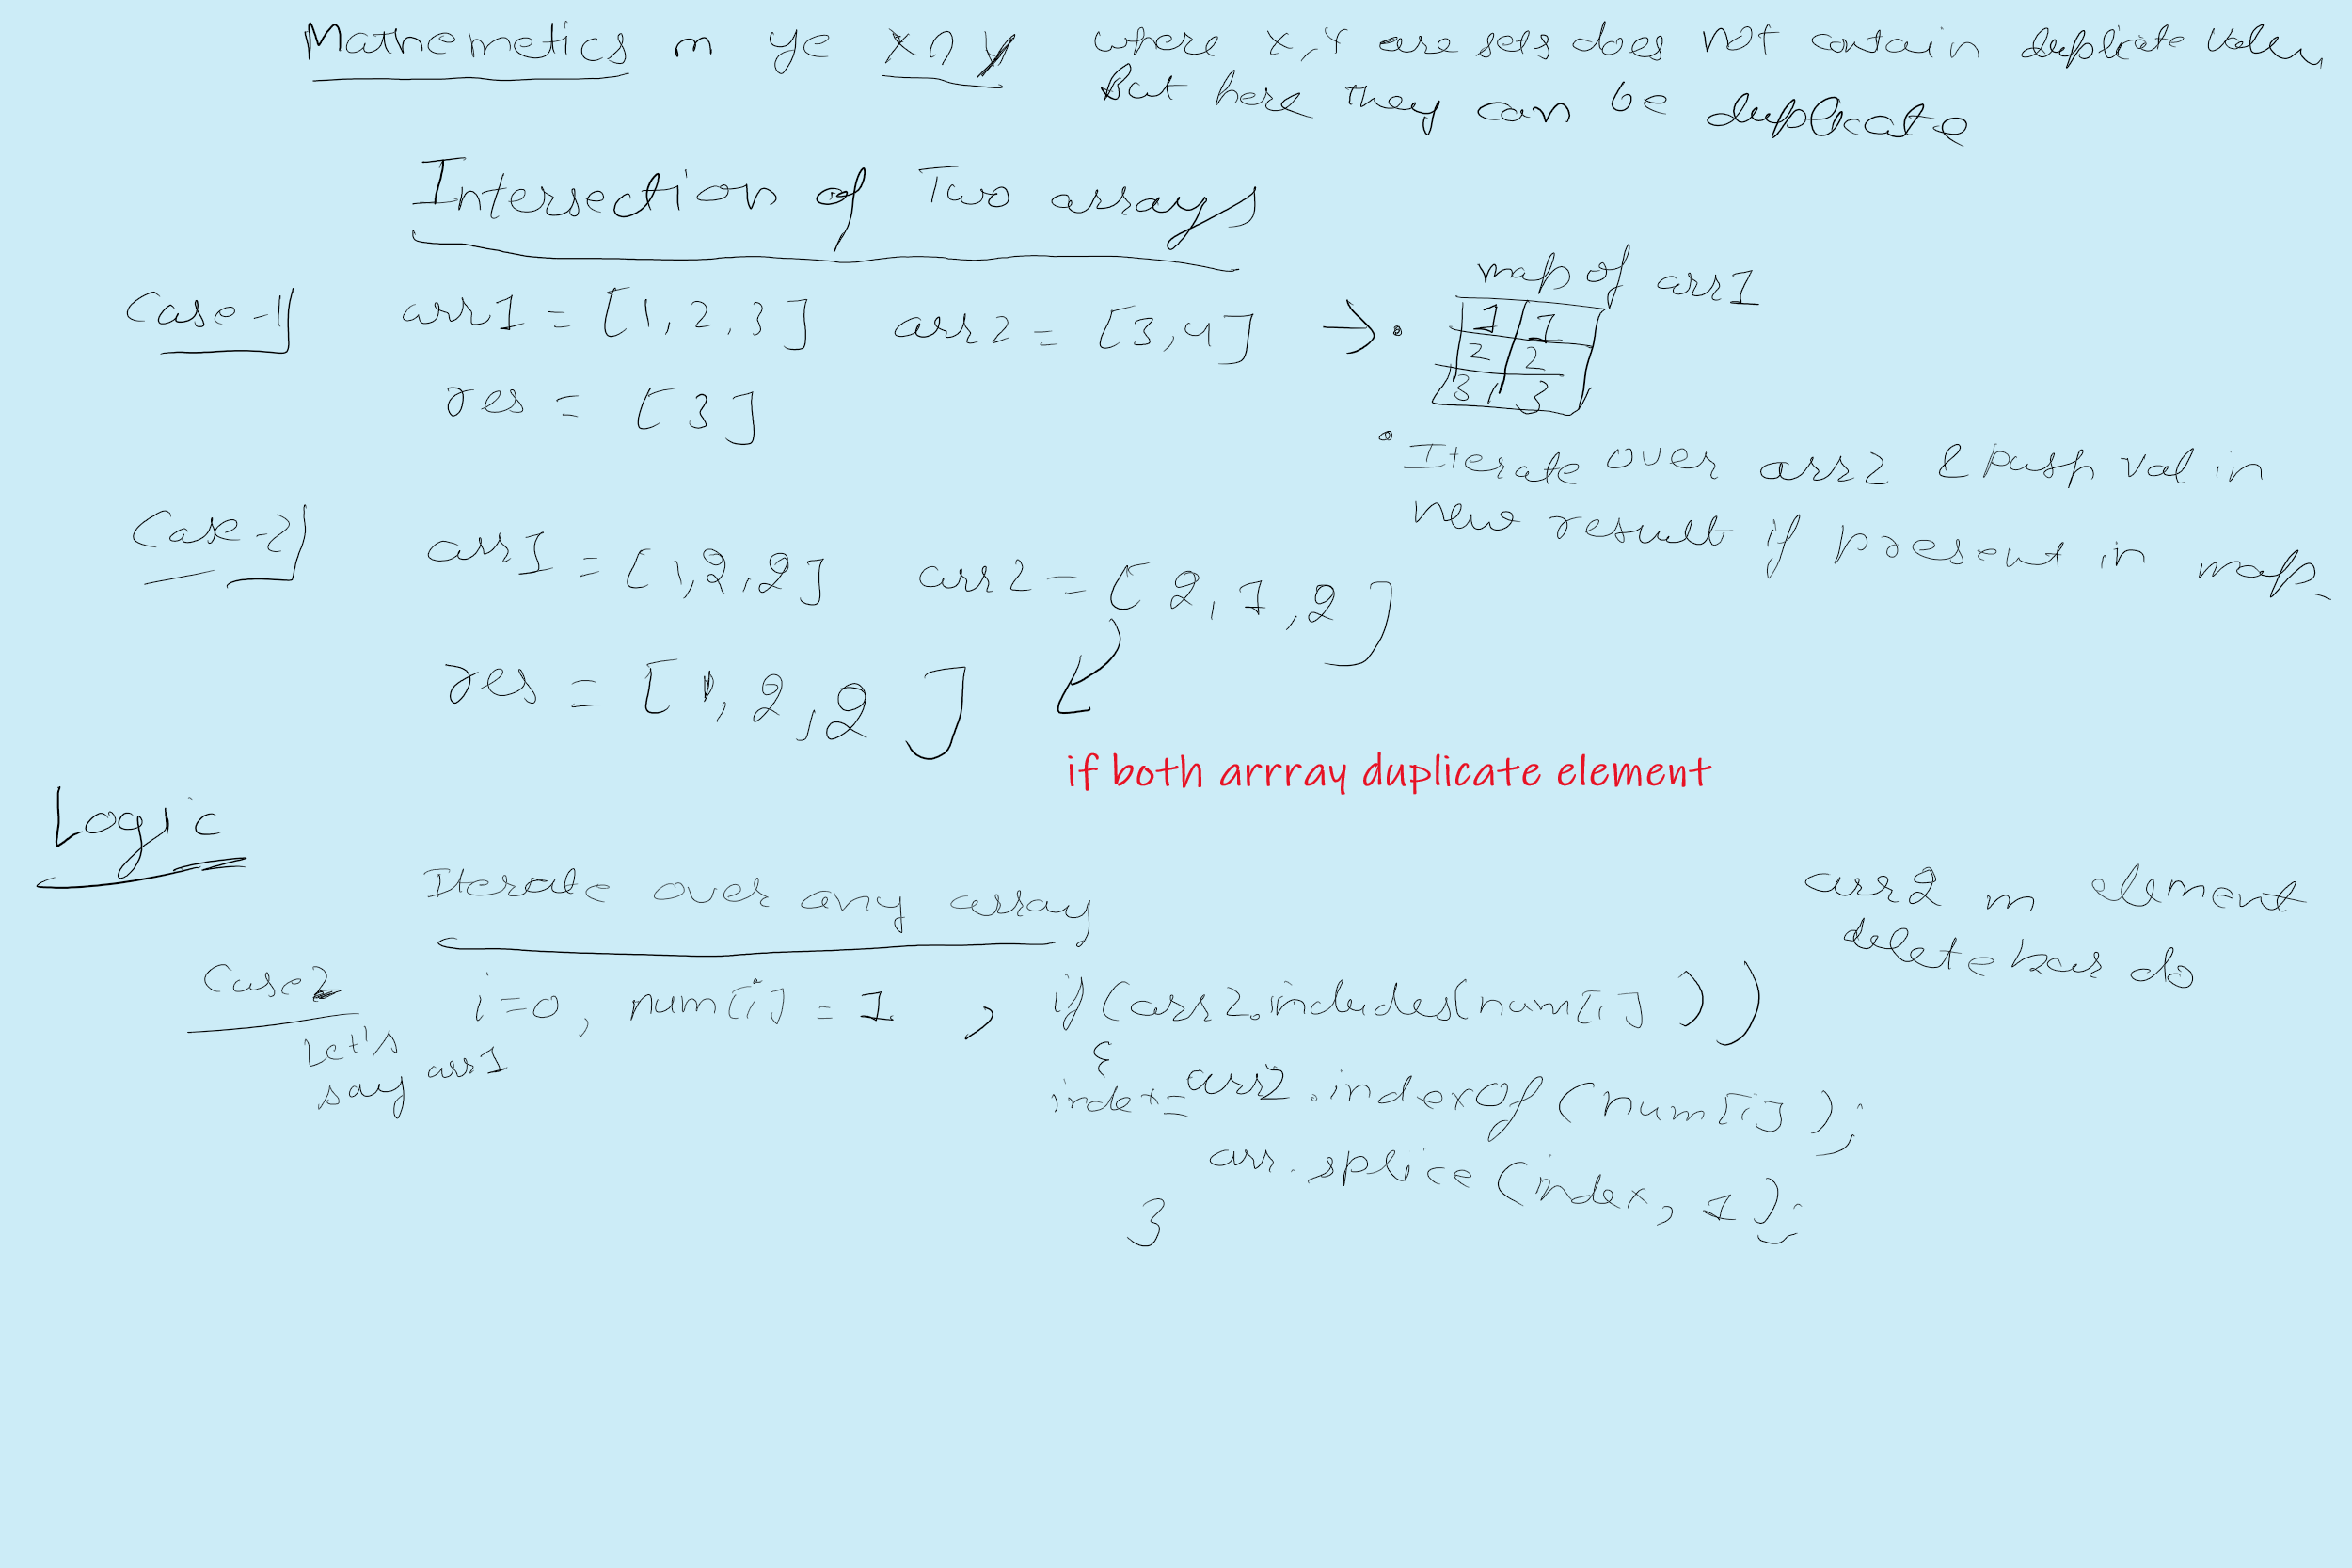 Mathemetics m ye X∩Y where X,Y are sets does not contain duplicate
But here they can be duplicate
Intersection of Two arrays
map of arr1
Case-1 arr1 = [1,2,3] arr2 = [3,4] → •
1 1
2 2
3 3
res = [3]
• Iterate over arr2 & push val in
new result if present in map.
Case-2 arr1 = [1,2,2] arr2 = [2,1,2]
res = [1,2,2]
if both arrray duplicate element
Logic
Iterate over any array
arr2 m element
delete kar do
Case2 i=0, num[i] = 1 , if (arr2.includes(num[i]))
Let's
say arr1
{
index = arr2.indexOf(num[i]);
arr.splice(index, 1);
}